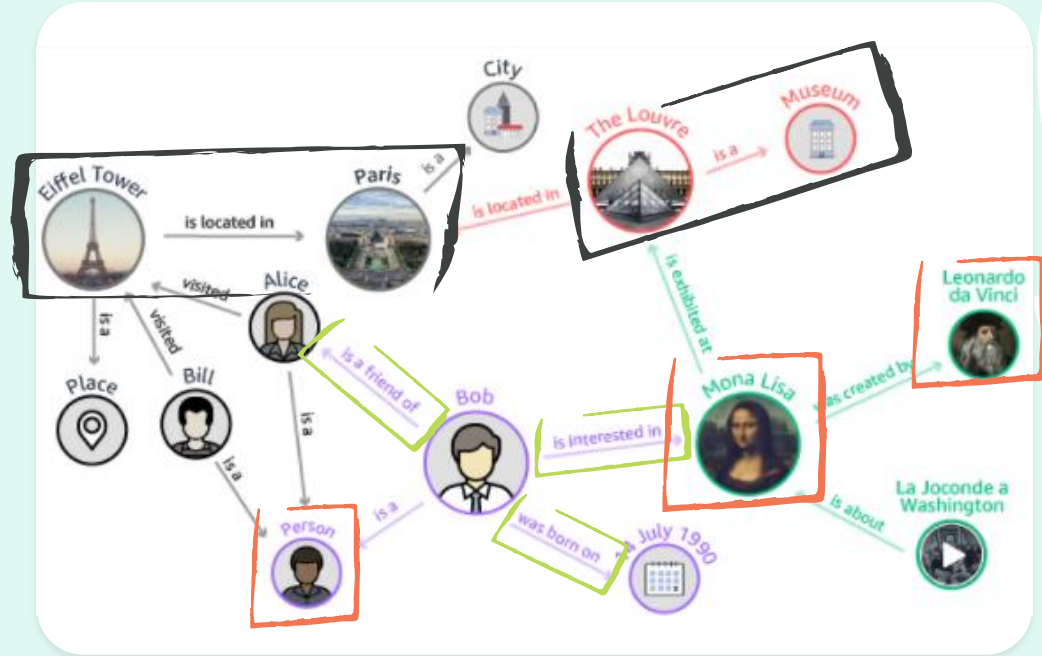 City
Museum
The Louvre
is a
is a
Eiffel Tower
Paris
is located in
is located in
visited
Alice
is a
visited
is exhibited at
Leonardo
da Vinci
is a friend of
Place
Bill
Bob
Mona Lisa
was created by
is a
is interested in
is a
is a
La Joconde a
Washington
is about
Person
was born on
July 1990